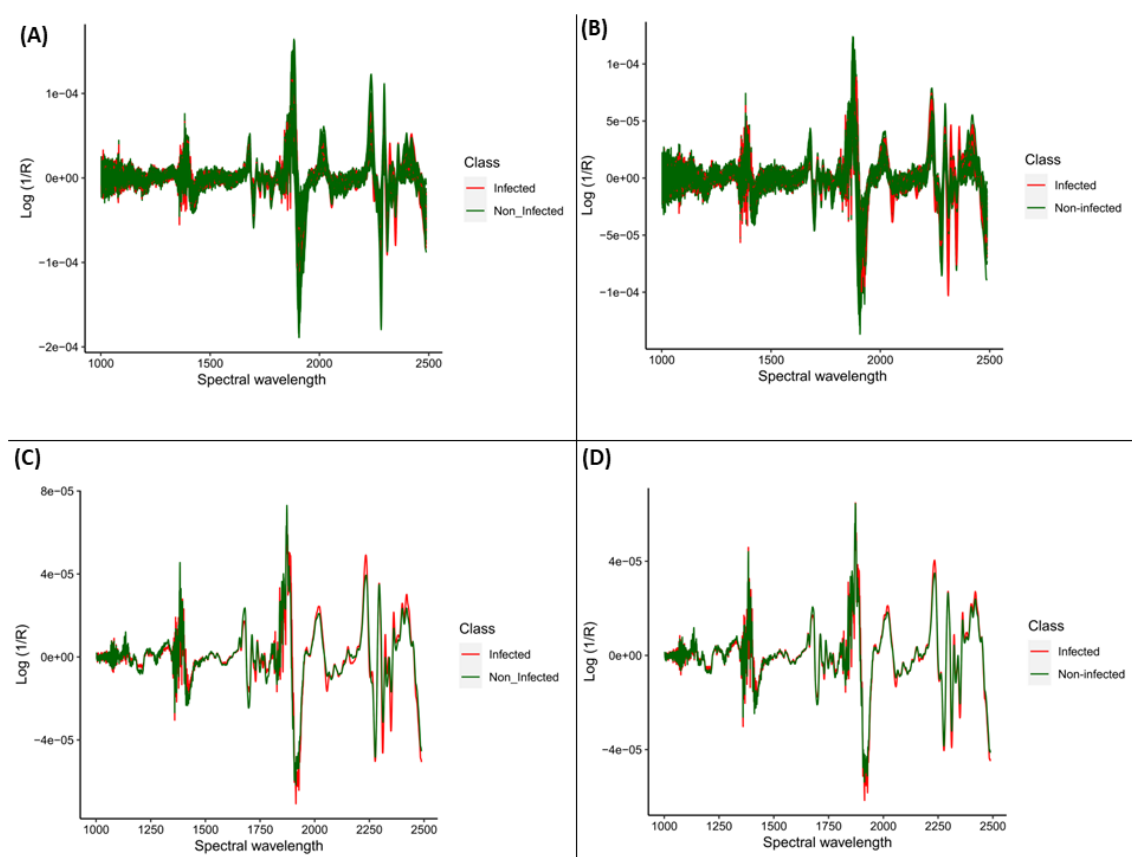 (A)
1e−04
0e+00
−1e−04
−2e−04
Log (1/R)
1000 1500 2000 2500
Spectral wavelength
Class
Infected
Non_Infected
(B)
1e−04
5e−05
0e+00
−5e−05
−1e−04
Log (1/R)
1000 1500 2000 2500
Spectral wavelength
Class
Infected
Non-infected
(C)
8e−05
4e−05
0e+00
−4e−05
Log (1/R)
1000 1250 1500 1750 2000 2250 2500
Spectral wavelength
Class
Infected
Non_Infected
(D)
4e−05
0e+00
−4e−05
Log (1/R)
1000 1250 1500 1750 2000 2250 2500
Spectral wavelength
Class
Infected
Non-infected